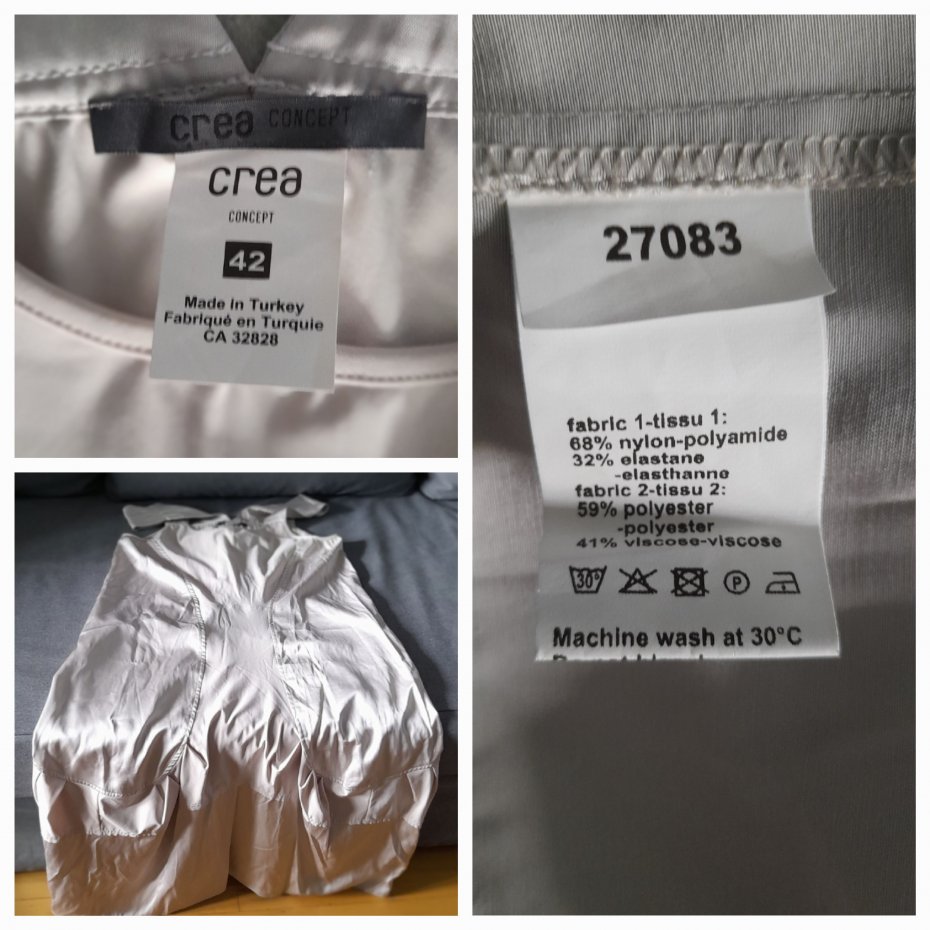 crea CONCEPT
crea
CONCEPT
42
Made in Turkey
Fabriqué en Turquie
CA 32828
27083
fabric 1-tissu 1:
68% nylon-polyamide
32% elastane
-elasthanne
fabric 2-tissu 2:
59% polyester
-polyester
41% viscose-viscose
30°
P
Machine wash at 30°C